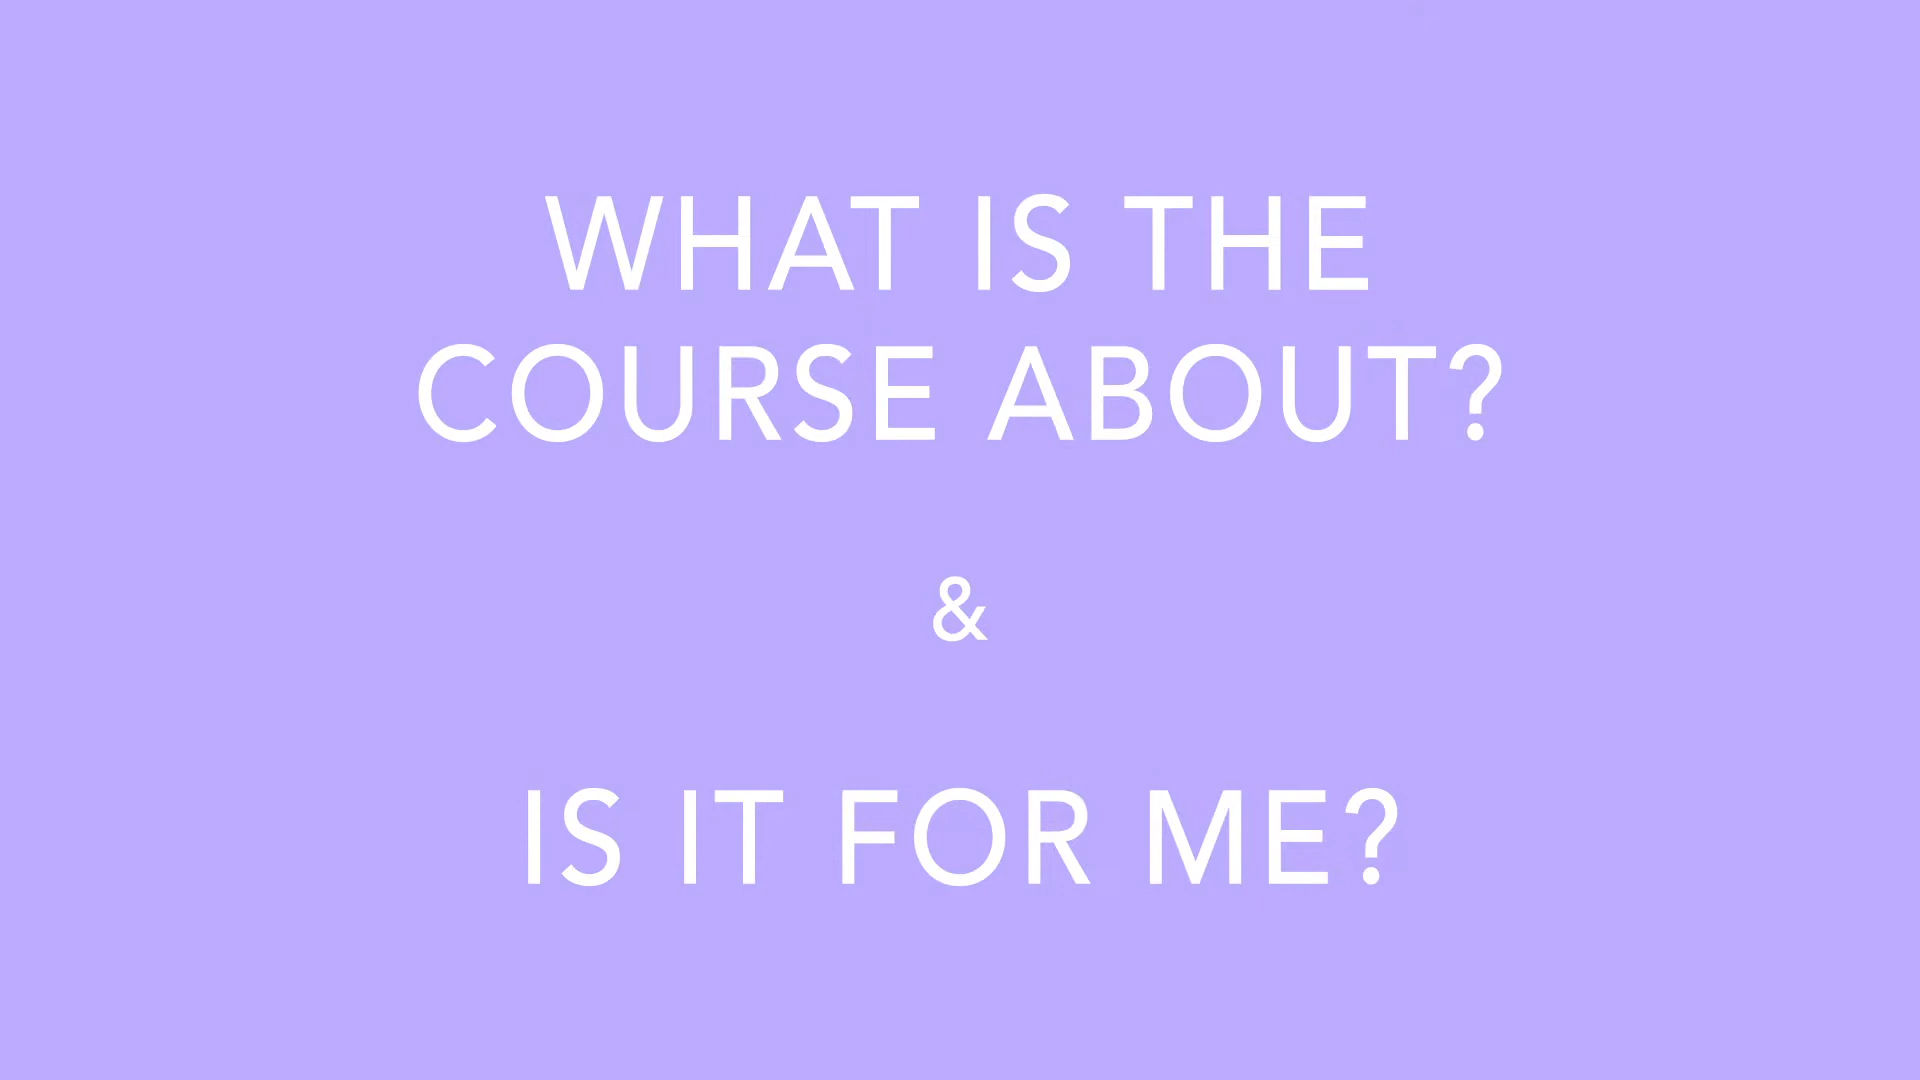 WHAT IS THE
COURSE ABOUT?
&
IS IT FOR ME?